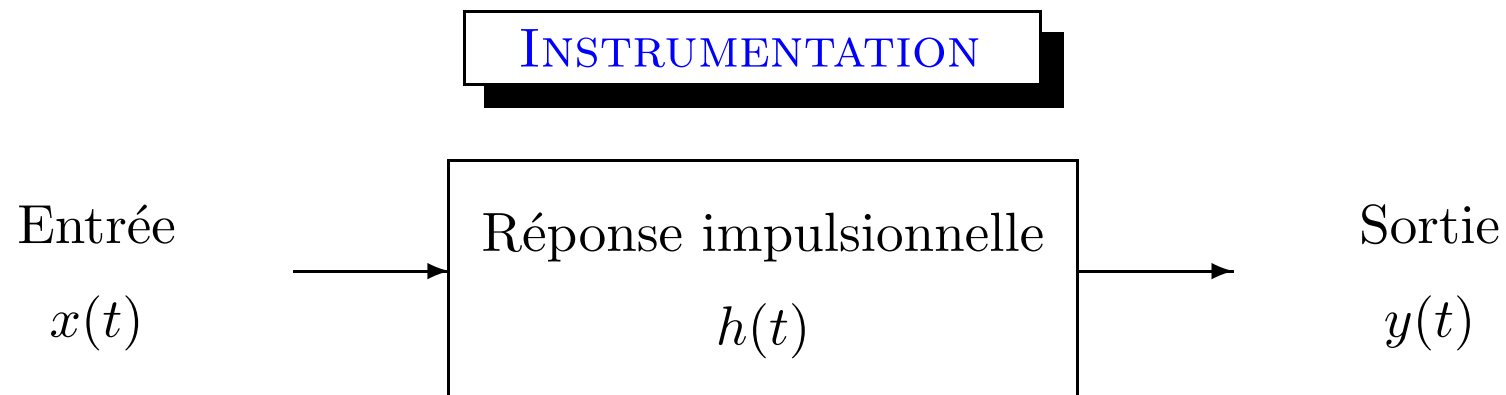 INSTRUMENTATION
Entrée
Réponse impulsionnelle
Sortie
x(t)
h(t)
y(t)